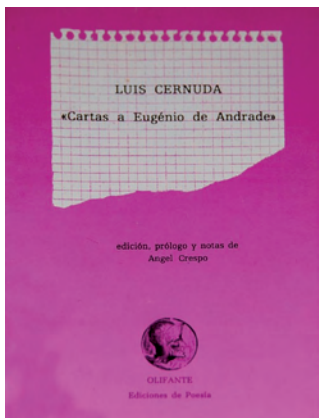 LUIS CERNUDA
«Cartas a Eugénio de Andrade»
edición, prólogo y notas de
Angel Crespo
OLIFANTE
Ediciones de Poesía